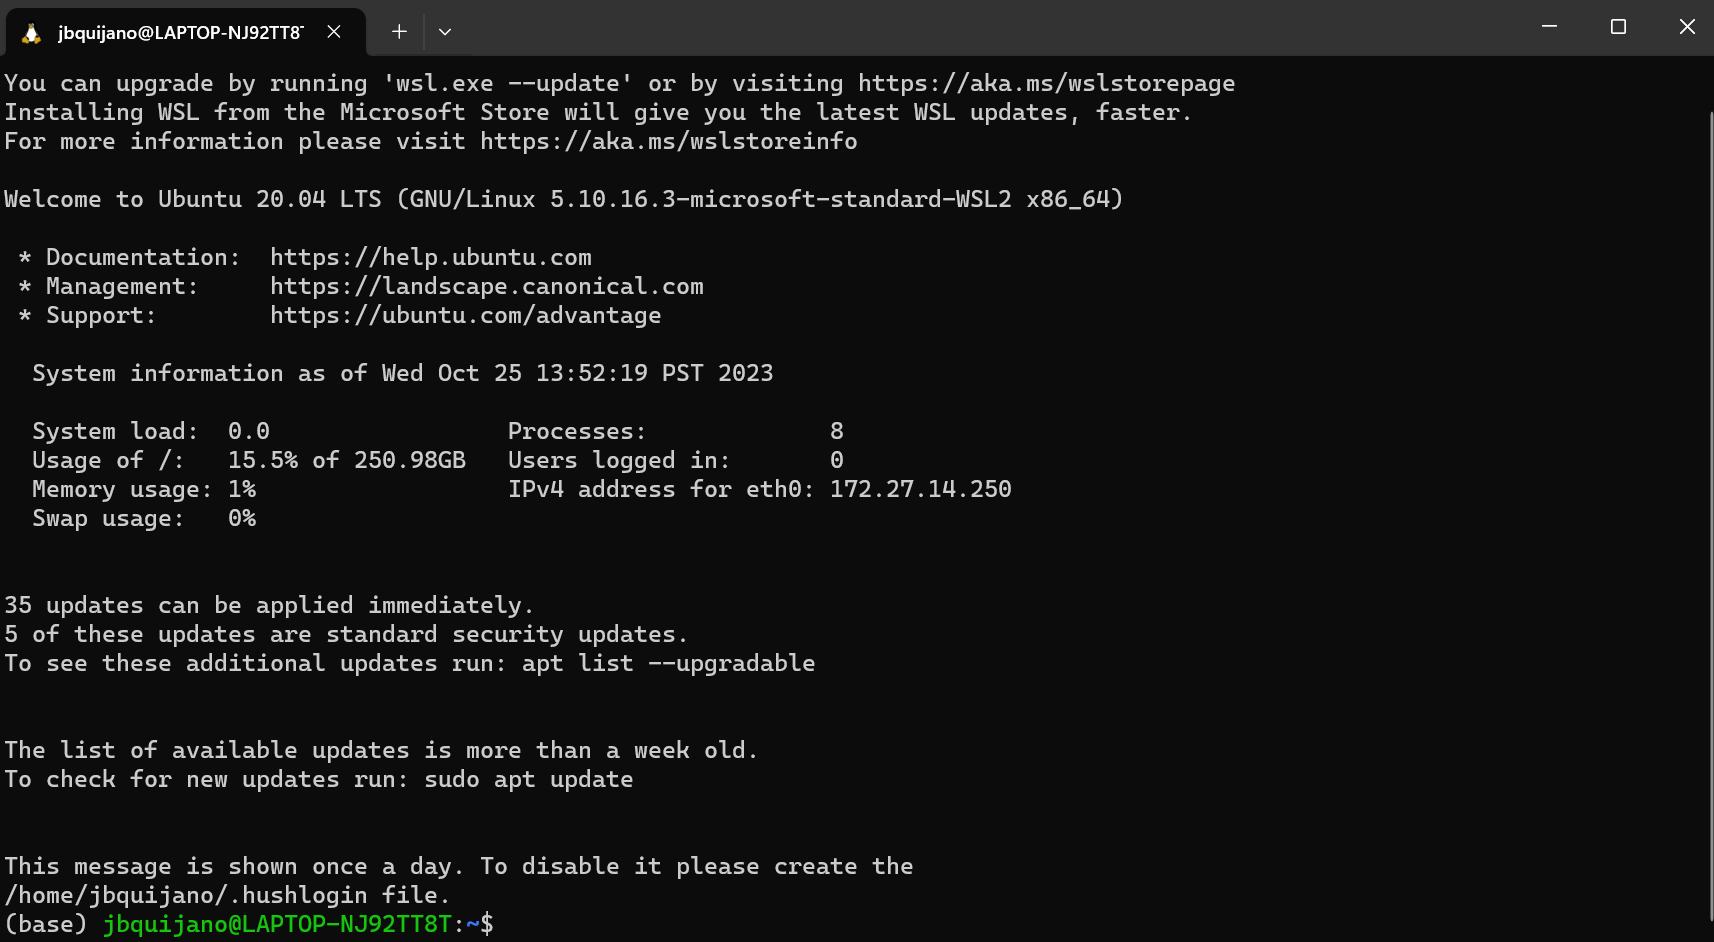 jbquijano@LAPTOP-NJ92TT8T
You can upgrade by running 'wsl.exe --update' or by visiting https://aka.ms/wslstorepage
Installing WSL from the Microsoft Store will give you the latest WSL updates, faster.
For more information please visit https://aka.ms/wslstoreinfo
Welcome to Ubuntu 20.04 LTS (GNU/Linux 5.10.16.3-microsoft-standard-WSL2 x86_64)
* Documentation:  https://help.ubuntu.com
* Management:     https://landscape.canonical.com
* Support:        https://ubuntu.com/advantage
System information as of Wed Oct 25 13:52:19 PST 2023
System load:  0.0                 Processes:             8
Usage of /:   15.5% of 250.98GB   Users logged in:       0
Memory usage: 1%                  IPv4 address for eth0: 172.27.14.250
Swap usage:   0%
35 updates can be applied immediately.
5 of these updates are standard security updates.
To see these additional updates run: apt list --upgradable
The list of available updates is more than a week old.
To check for new updates run: sudo apt update
This message is shown once a day. To disable it please create the
/home/jbquijano/.hushlogin file.
(base) jbquijano@LAPTOP-NJ92TT8T:~$